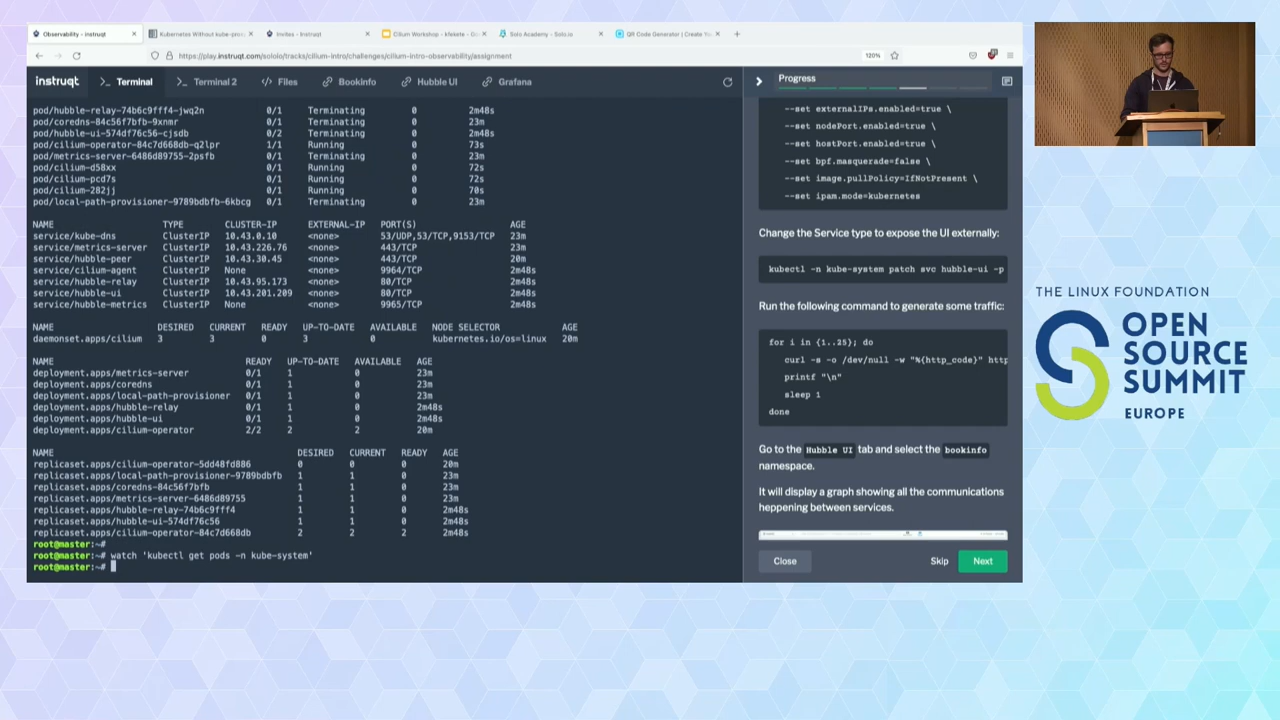 Observability - Instruqt
Kubernetes Without kube-prox
Invites - Instruqt
Cilium Workshop - kfekete - Go
Solo Academy - Solo.io
QR Code Generator | Create Yo
https://play.instruqt.com/sololo/tracks/cilium-intro/challenges/cilium-intro-observability/assignment
120%
instruqt
Terminal
Terminal 2
Files
Bookinfo
Hubble UI
Grafana
Progress
pod/hubble-relay-74b6c9fff4-jwq2n 0/1 Terminating 0 2m48s
pod/coredns-84c56f7bfb-9xnmr 0/1 Terminating 0 23m
pod/hubble-ui-574df76c56-cjsdb 0/2 Terminating 0 2m48s
pod/cilium-operator-84c7d668db-q2lpr 1/1 Running 0 73s
pod/metrics-server-6486d89755-2psfb 0/1 Terminating 0 23m
pod/cilium-d58xx 0/1 Running 0 72s
pod/cilium-pcd7s 0/1 Running 0 72s
pod/cilium-282jj 0/1 Running 0 70s
pod/local-path-provisioner-9789bdbfb-6kbcg 0/1 Terminating 0 23m
NAME TYPE CLUSTER-IP EXTERNAL-IP PORT(S) AGE
service/kube-dns ClusterIP 10.43.0.10 <none> 53/UDP,53/TCP,9153/TCP 23m
service/metrics-server ClusterIP 10.43.226.76 <none> 443/TCP 23m
service/hubble-peer ClusterIP 10.43.30.45 <none> 443/TCP 20m
service/cilium-agent ClusterIP None <none> 9964/TCP 2m48s
service/hubble-relay ClusterIP 10.43.95.173 <none> 80/TCP 2m48s
service/hubble-ui ClusterIP 10.43.201.209 <none> 80/TCP 2m48s
service/hubble-metrics ClusterIP None <none> 9965/TCP 2m48s
NAME DESIRED CURRENT READY UP-TO-DATE AVAILABLE NODE SELECTOR AGE
daemonset.apps/cilium 3 3 0 3 0 kubernetes.io/os=linux 20m
NAME READY UP-TO-DATE AVAILABLE AGE
deployment.apps/metrics-server 0/1 1 0 23m
deployment.apps/coredns 0/1 1 0 23m
deployment.apps/local-path-provisioner 0/1 1 0 23m
deployment.apps/hubble-relay 0/1 1 0 2m48s
deployment.apps/hubble-ui 0/1 1 0 2m48s
deployment.apps/cilium-operator 2/2 2 2 20m
NAME DESIRED CURRENT READY AGE
replicaset.apps/cilium-operator-5dd48fd886 0 0 0 20m
replicaset.apps/local-path-provisioner-9789bdbfb 1 1 0 23m
replicaset.apps/coredns-84c56f7bfb 1 1 0 23m
replicaset.apps/metrics-server-6486d89755 1 1 0 23m
replicaset.apps/hubble-relay-74b6c9fff4 1 1 0 2m48s
replicaset.apps/hubble-ui-574df76c56 1 1 0 2m48s
replicaset.apps/cilium-operator-84c7d668db 2 2 2 2m48s
root@master:~#
root@master:~# watch 'kubectl get pods -n kube-system'
root@master:~#
--set externalIPs.enabled=true \
--set nodePort.enabled=true \
--set hostPort.enabled=true \
--set bpf.masquerade=false \
--set image.pullPolicy=IfNotPresent \
--set ipam.mode=kubernetes
Change the Service type to expose the UI externally:
kubectl -n kube-system patch svc hubble-ui -p
Run the following command to generate some traffic:
for i in {1..25}; do
curl -s -o /dev/null -w "%{http_code}" http
printf "\n"
sleep 1
done
Go to the Hubble UI tab and select the bookinfo
namespace.
It will display a graph showing all the communications
heppening between services.
Close
Skip
Next
THE LINUX FOUNDATION
OPEN
SOURCE
SUMMIT
EUROPE